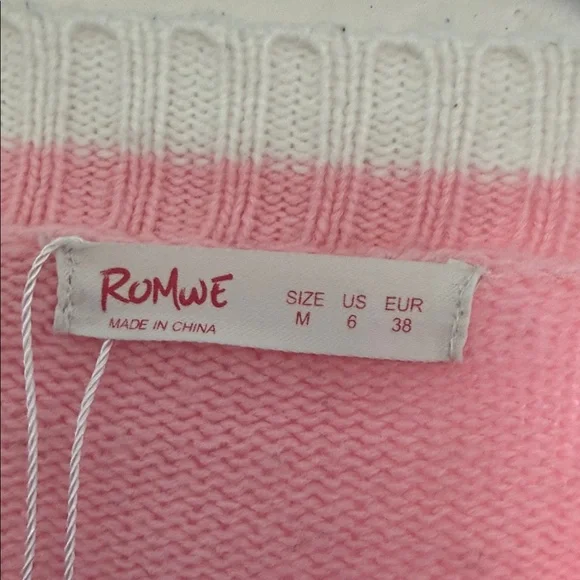 ROMWE
MADE IN CHINA
SIZE US EUR
M 6 38